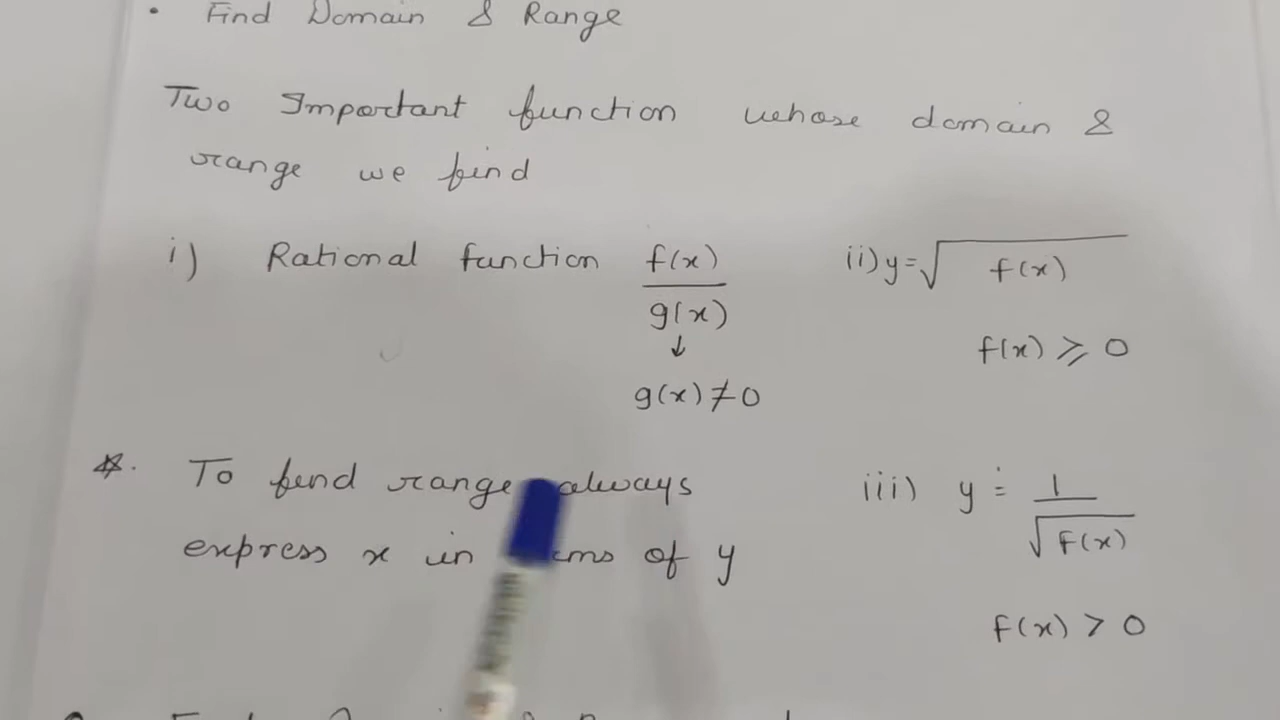 • Find Domain & Range
Two Important function whose domain &
range we find
i) Rational function f(x)/g(x)
↓
g(x) ≠ 0
ii) y = √f(x)
f(x) ⩾ 0
*. To find range always
express x in of y
iii) y = 1/√f(x)
f(x) > 0